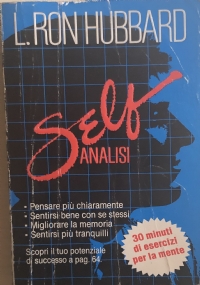 L. RON HUBBARD
Self
ANALISI
• Pensare più chiaramente
• Sentirsi bene con se stessi
• Migliorare la memoria
• Sentirsi più tranquilli
Scopri il tuo potenziale
di successo a pag. 64
30 minuti
di esercizi
per la mente